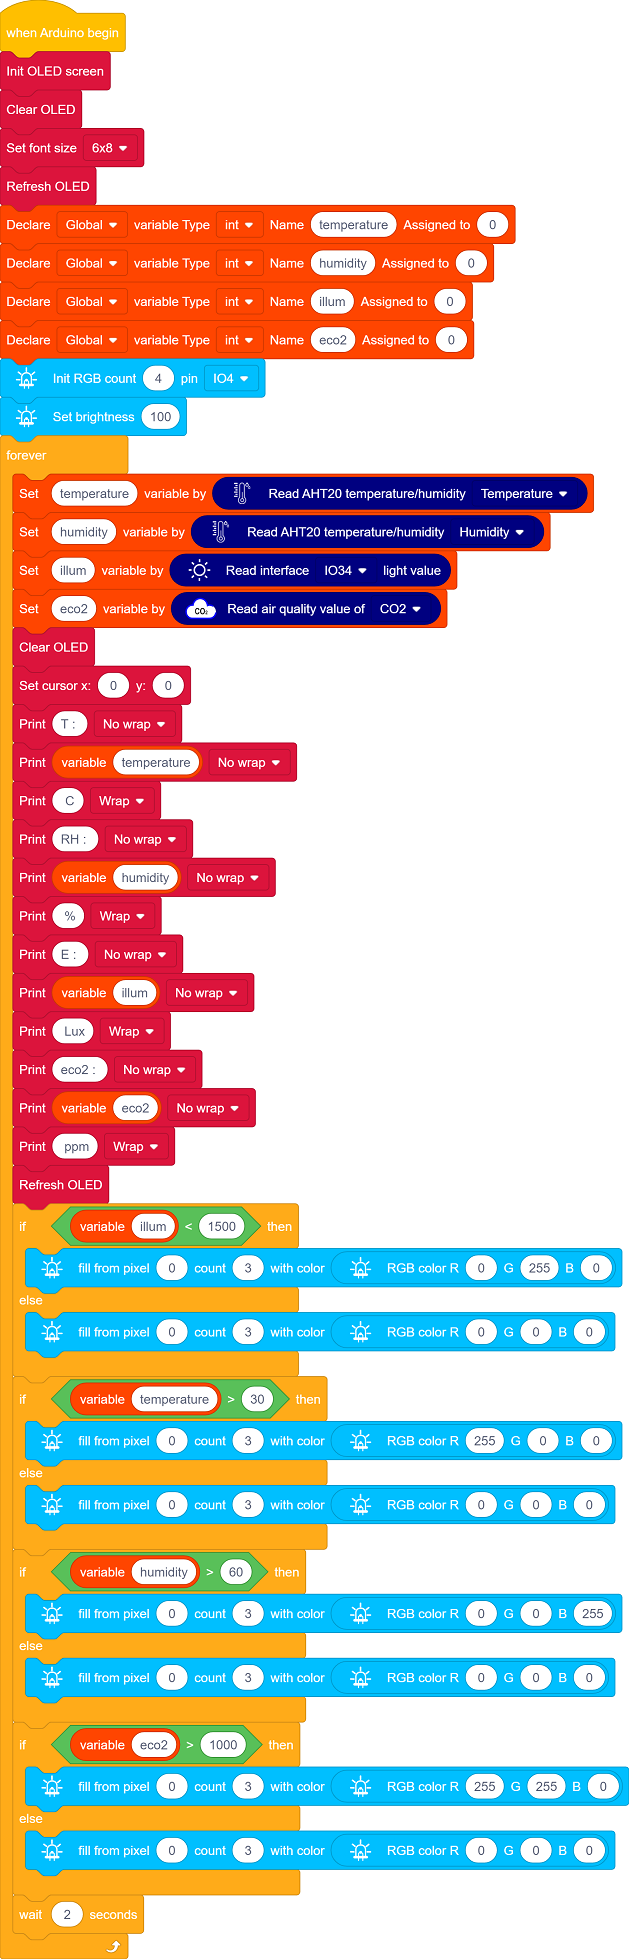 when Arduino begin
Init OLED screen
Clear OLED
Set font size 6x8
Refresh OLED
Declare Global variable Type int Name temperature Assigned to 0
Declare Global variable Type int Name humidity Assigned to 0
Declare Global variable Type int Name illum Assigned to 0
Declare Global variable Type int Name eco2 Assigned to 0
Init RGB count 4 pin IO4
Set brightness 100
forever
Set temperature variable by Read AHT20 temperature/humidity Temperature
Set humidity variable by Read AHT20 temperature/humidity Humidity
Set illum variable by Read interface IO34 light value
Set eco2 variable by CO2 Read air quality value of CO2
Clear OLED
Set cursor x: 0 y: 0
Print T : No wrap
Print variable temperature No wrap
Print C Wrap
Print RH : No wrap
Print variable humidity No wrap
Print % Wrap
Print E : No wrap
Print variable illum No wrap
Print Lux Wrap
Print eco2 : No wrap
Print variable eco2 No wrap
Print ppm Wrap
Refresh OLED
if variable illum < 1500 then
fill from pixel 0 count 3 with color RGB color R 0 G 255 B 0
else
fill from pixel 0 count 3 with color RGB color R 0 G 0 B 0
if variable temperature > 30 then
fill from pixel 0 count 3 with color RGB color R 255 G 0 B 0
else
fill from pixel 0 count 3 with color RGB color R 0 G 0 B 0
if variable humidity > 60 then
fill from pixel 0 count 3 with color RGB color R 0 G 0 B 255
else
fill from pixel 0 count 3 with color RGB color R 0 G 0 B 0
if variable eco2 > 1000 then
fill from pixel 0 count 3 with color RGB color R 255 G 255 B 0
else
fill from pixel 0 count 3 with color RGB color R 0 G 0 B 0
wait 2 seconds